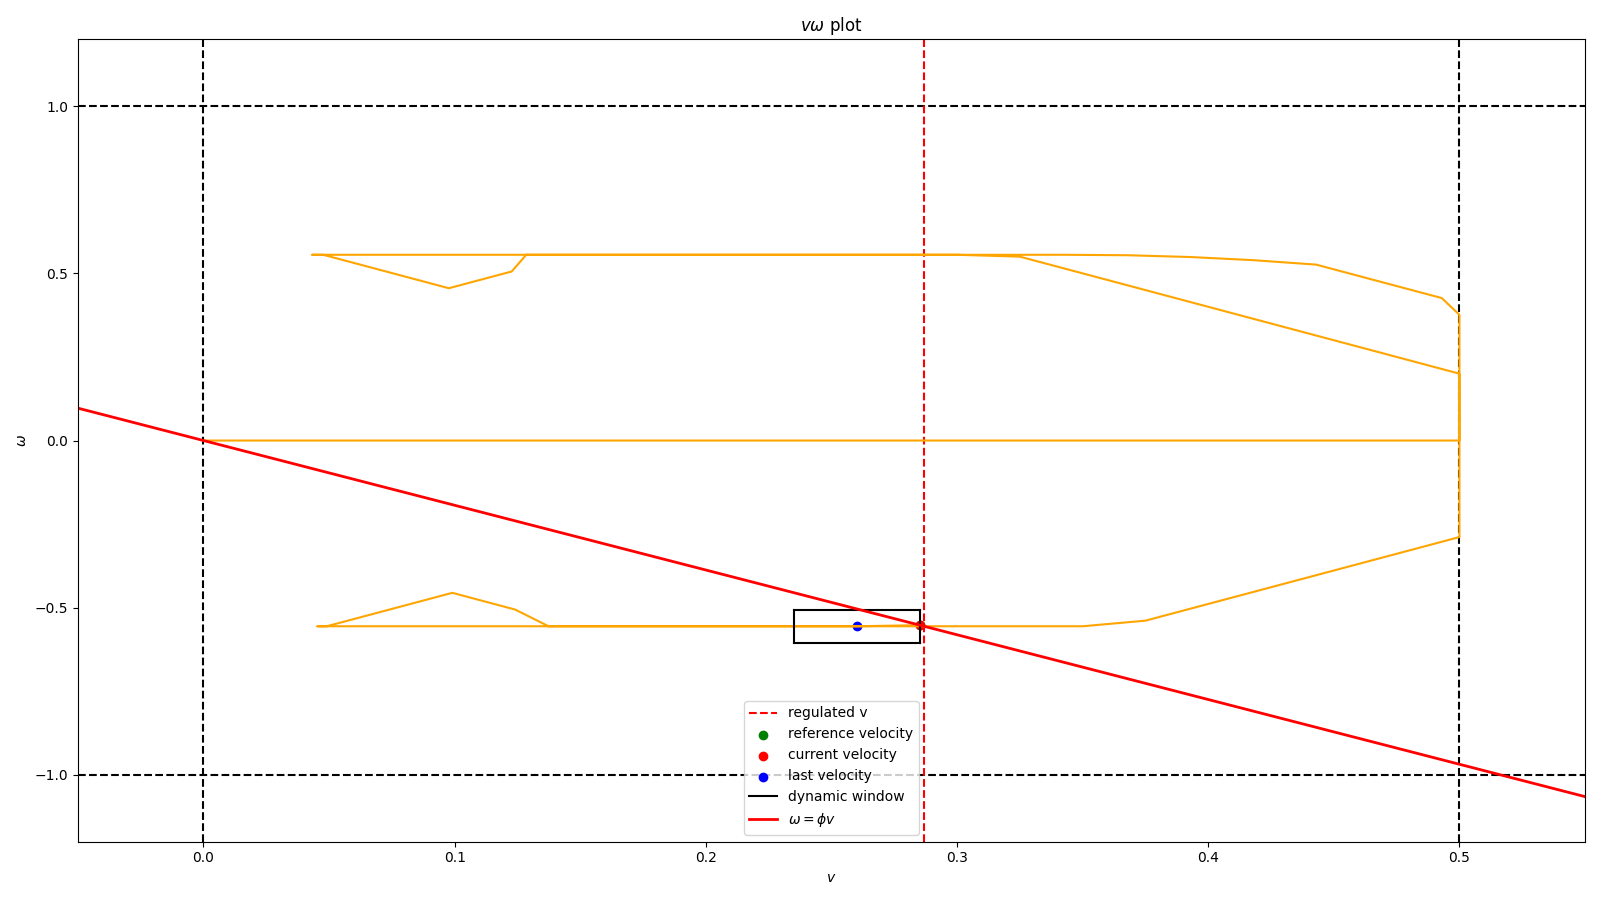 vω plot
1.0
0.5
0.0
−0.5
−1.0
ω
regulated v
reference velocity
current velocity
last velocity
dynamic window
ω = ϕv
0.0 0.1 0.2 0.3 0.4 0.5
v